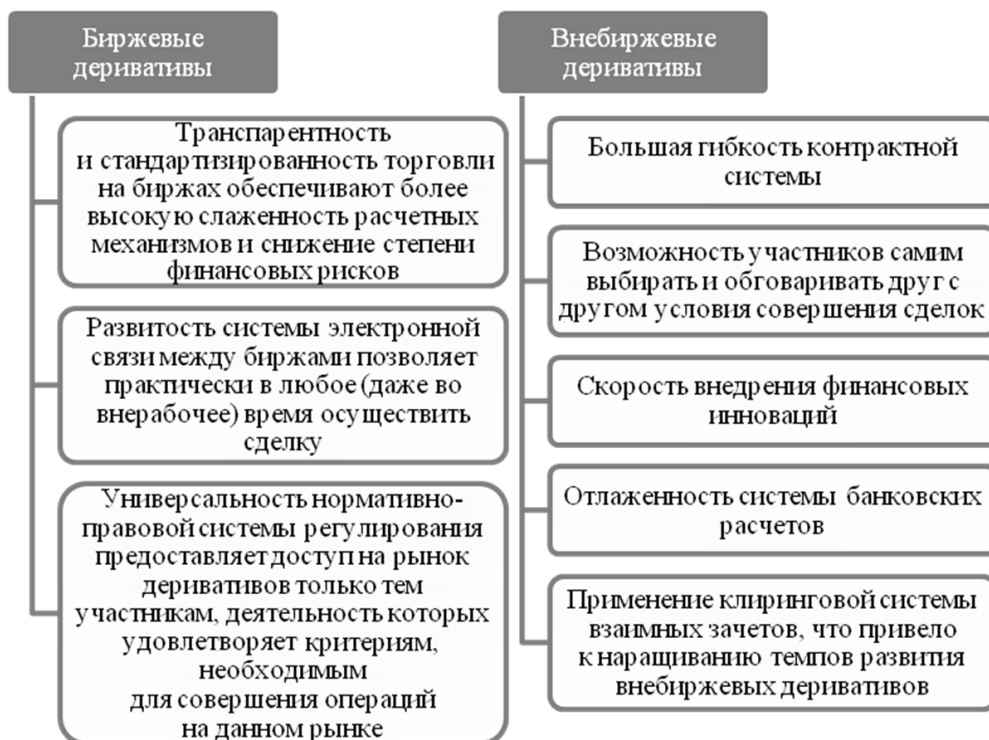 Биржевые
деривативы
Транспарентность
и стандартизированность торговли
на биржах обеспечивают более
высокую слаженность расчетных
механизмов и снижение степени
финансовых рисков
Развитость системы электронной
связи между биржами позволяет
практически в любое (даже во
внерабочее) время осуществить
сделку
Универсальность нормативно-
правовой системы регулирования
предоставляет доступ на рынок
деривативов только тем
участникам, деятельность которых
удовлетворяет критериям,
необходимым
для совершения операций
на данном рынке
Внебиржевые
деривативы
Большая гибкость контрактной
системы
Возможность участников самим
выбирать и обговаривать друг с
другом условия совершения сделок
Скорость внедрения финансовых
инноваций
Отлаженность системы банковских
расчетов
Применение клиринговой системы
взаимных зачетов, что привело
к наращиванию темпов развития
внебиржевых деривативов